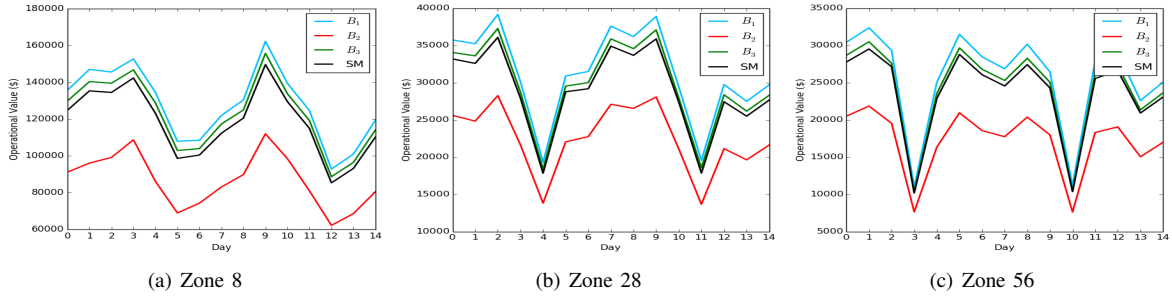 180000
160000
140000
120000
100000
80000
60000
Operational Value ($)
0 1 2 3 4 5 6 7 8 9 10 11 12 13 14
Day
B1
B2
B3
SM
(a) Zone 8
40000
35000
30000
25000
20000
15000
10000
Operational Value ($)
0 1 2 3 4 5 6 7 8 9 10 11 12 13 14
Day
B1
B2
B3
SM
(b) Zone 28
35000
30000
25000
20000
15000
10000
5000
Operational Value ($)
0 1 2 3 4 5 6 7 8 9 10 11 12 13 14
Day
B1
B2
B3
SM
(c) Zone 56